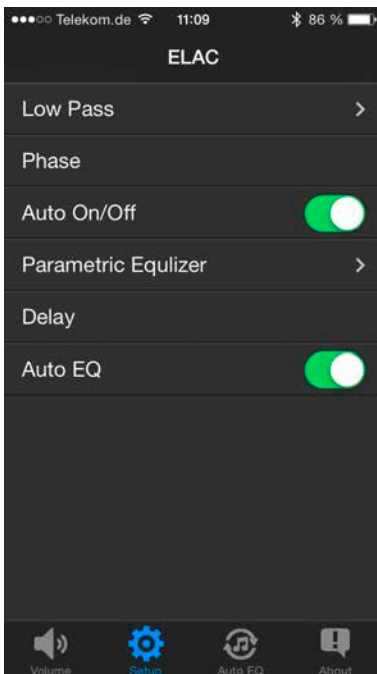 ●●●○○ Telekom.de 11:09 86 %
ELAC
Low Pass >
Phase
Auto On/Off
Parametric Equlizer >
Delay
Auto EQ
Volume Setup Auto EQ About